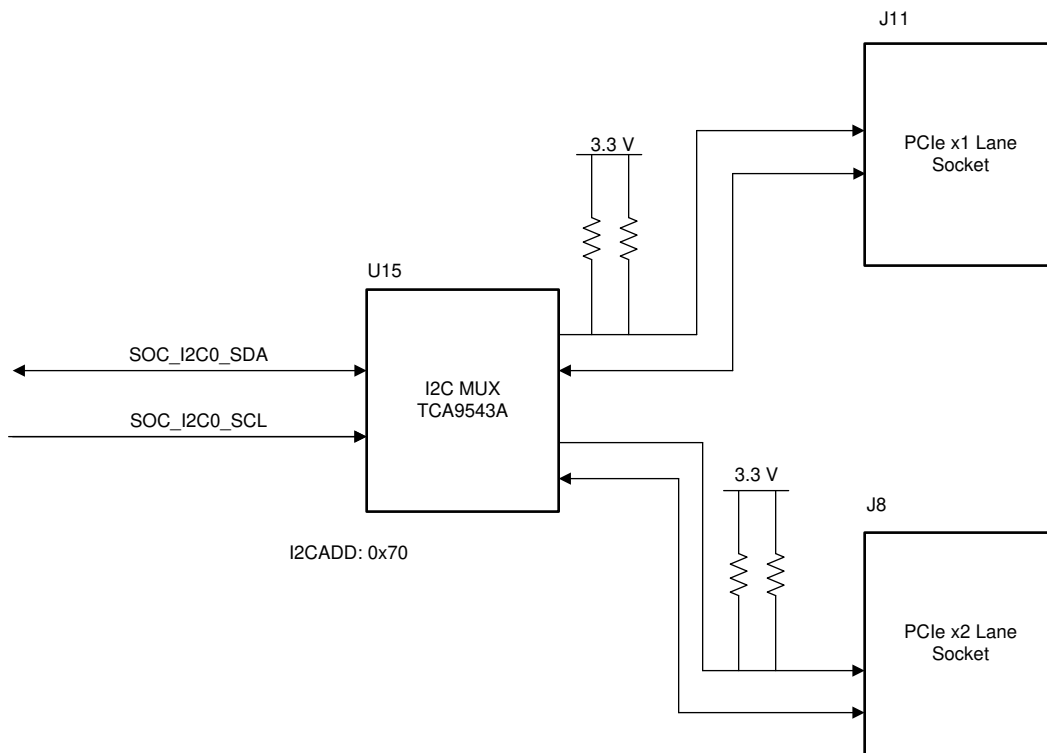 J11
PCIe x1 Lane
Socket
3.3 V
U15
SOC_I2C0_SDA
SOC_I2C0_SCL
I2C MUX
TCA9543A
I2CADD: 0x70
3.3 V
J8
PCIe x2 Lane
Socket